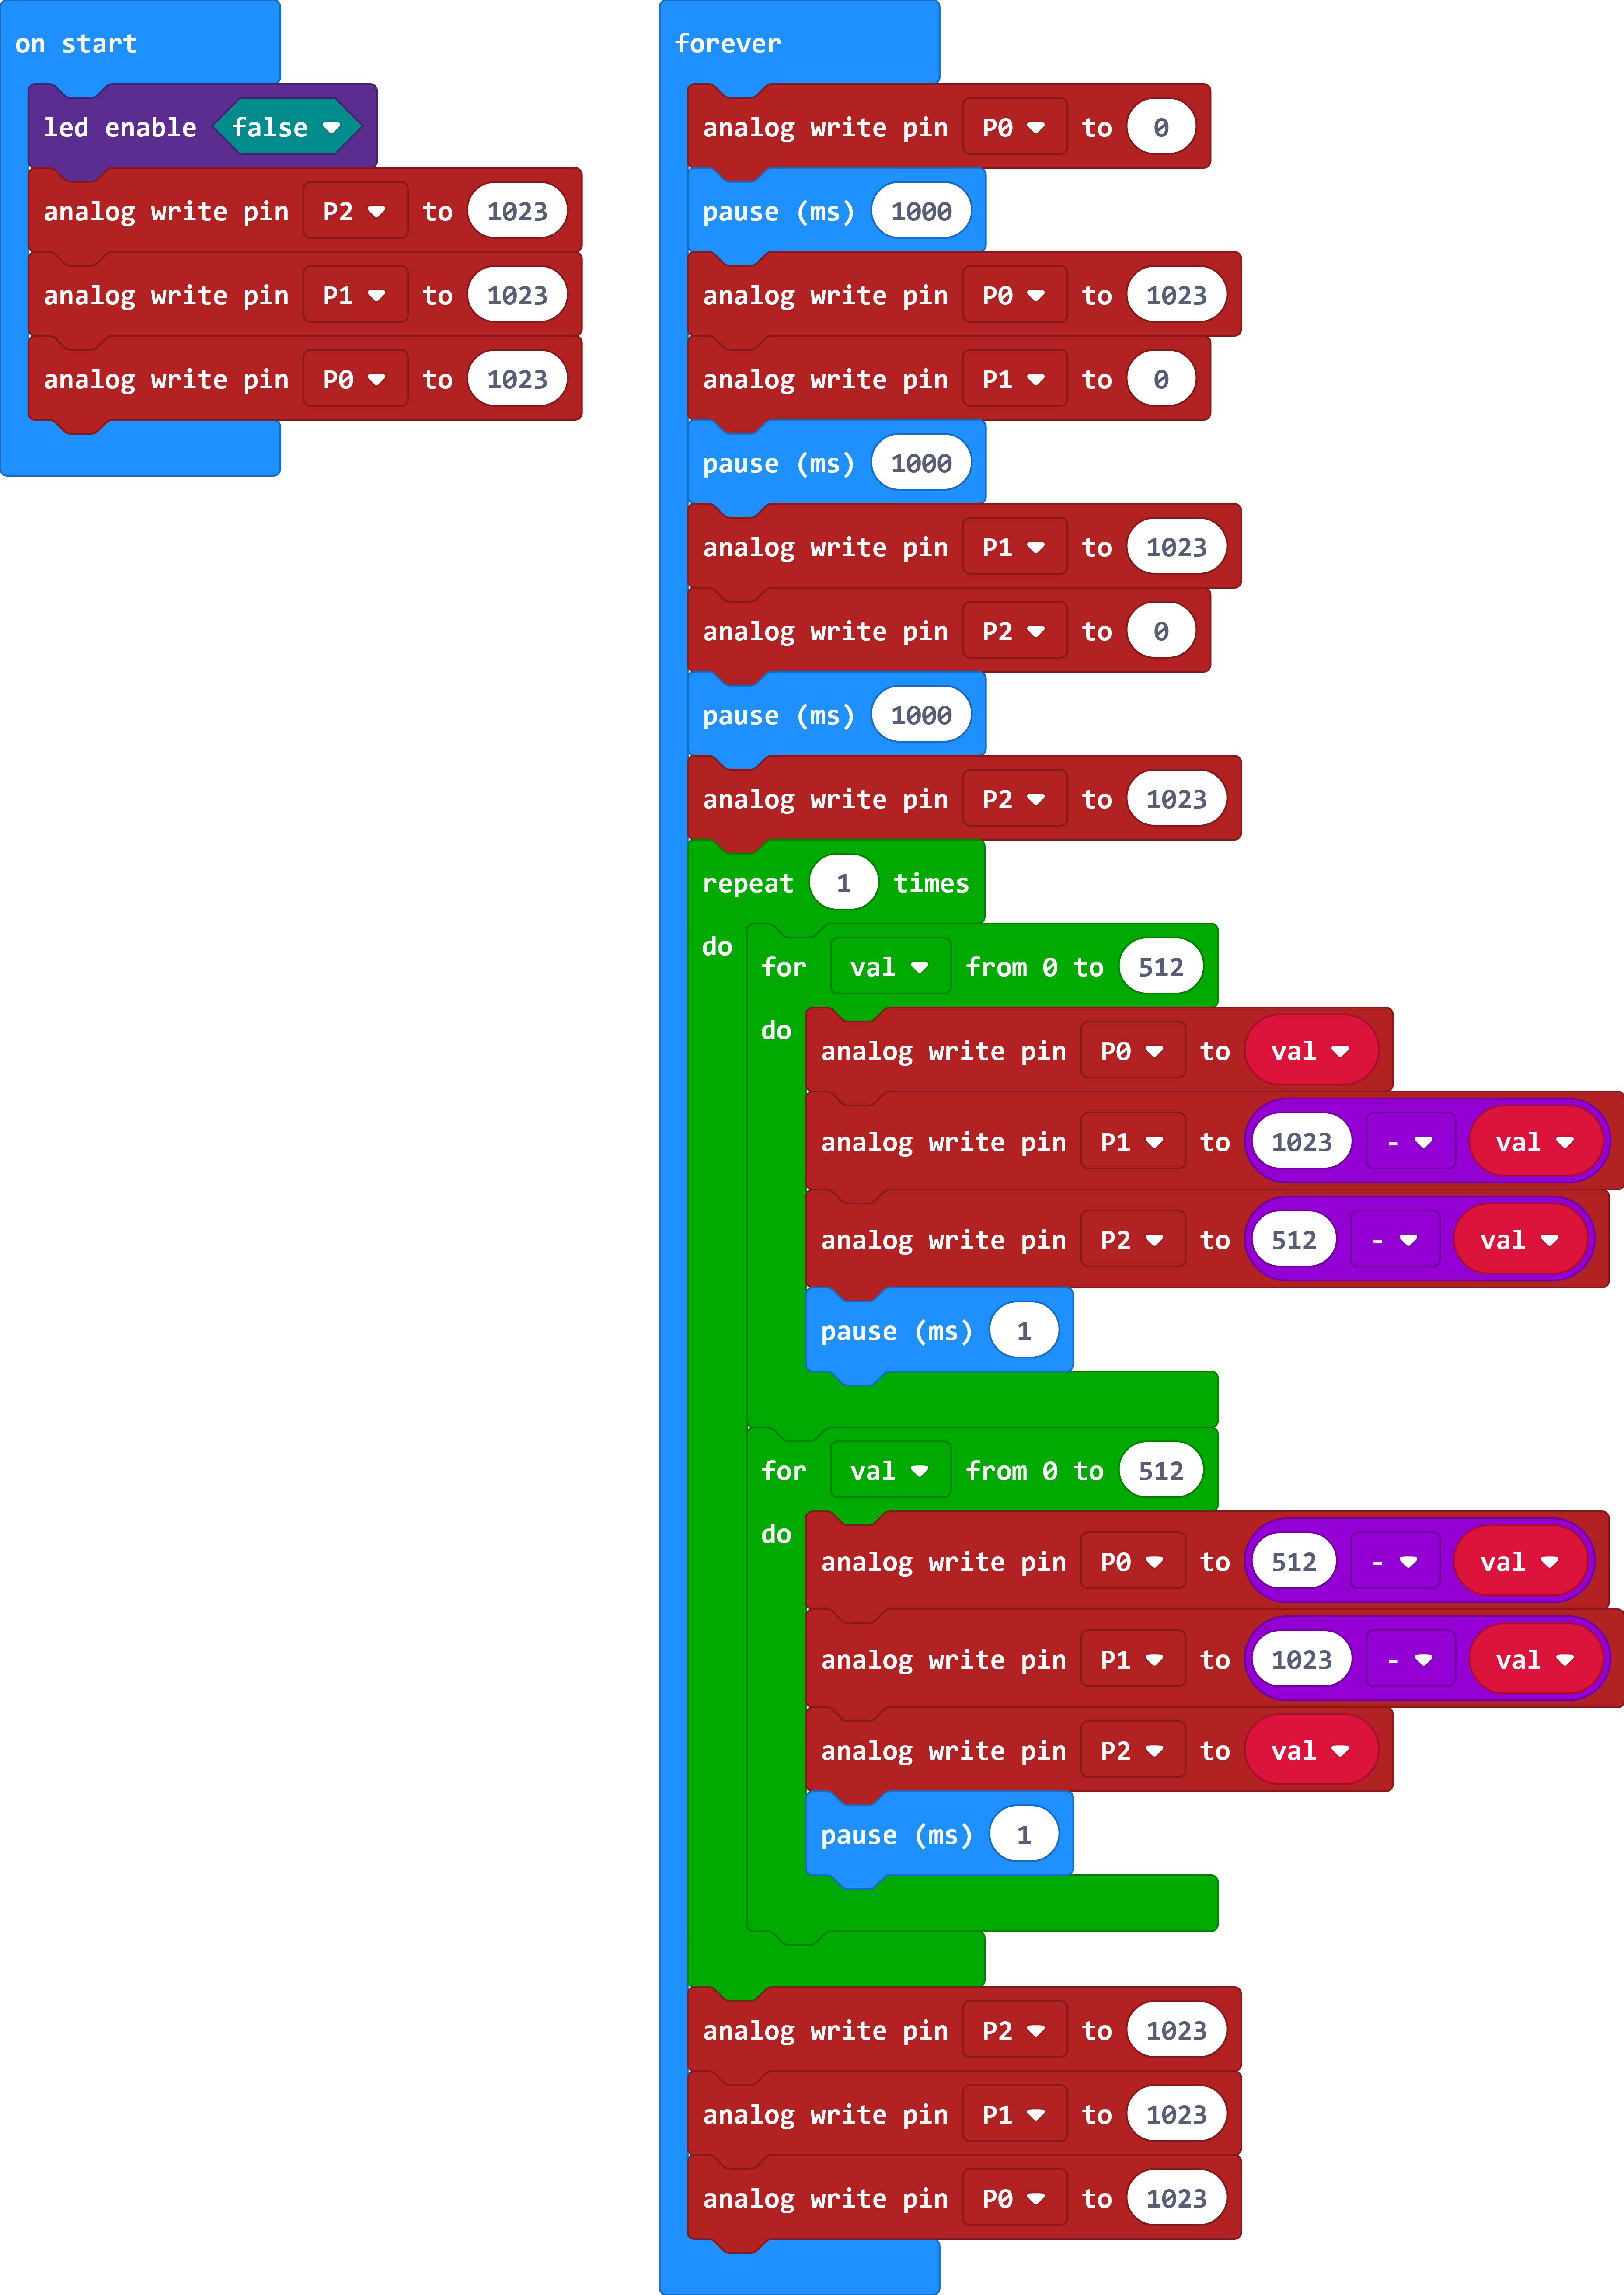 on start
led enable false
analog write pin P2 to 1023
analog write pin P1 to 1023
analog write pin P0 to 1023
forever
analog write pin P0 to 0
pause (ms) 1000
analog write pin P0 to 1023
analog write pin P1 to 0
pause (ms) 1000
analog write pin P1 to 1023
analog write pin P2 to 0
pause (ms) 1000
analog write pin P2 to 1023
repeat 1 times
do
for val from 0 to 512
do
analog write pin P0 to val
analog write pin P1 to 1023 - val
analog write pin P2 to 512 - val
pause (ms) 1
for val from 0 to 512
do
analog write pin P0 to 512 - val
analog write pin P1 to 1023 - val
analog write pin P2 to val
pause (ms) 1
analog write pin P2 to 1023
analog write pin P1 to 1023
analog write pin P0 to 1023